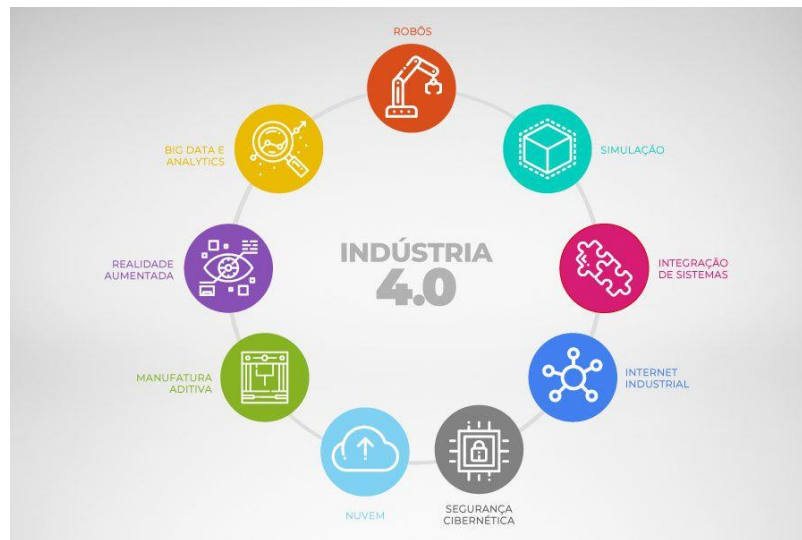 ROBÔS
SIMULAÇÃO
INTEGRAÇÃO
DE SISTEMAS
INTERNET
INDUSTRIAL
SEGURANÇA
CIBERNÉTICA
NUVEM
MANUFATURA
ADITIVA
REALIDADE
AUMENTADA
BIG DATA E
ANALYTICS
INDÚSTRIA
4.0